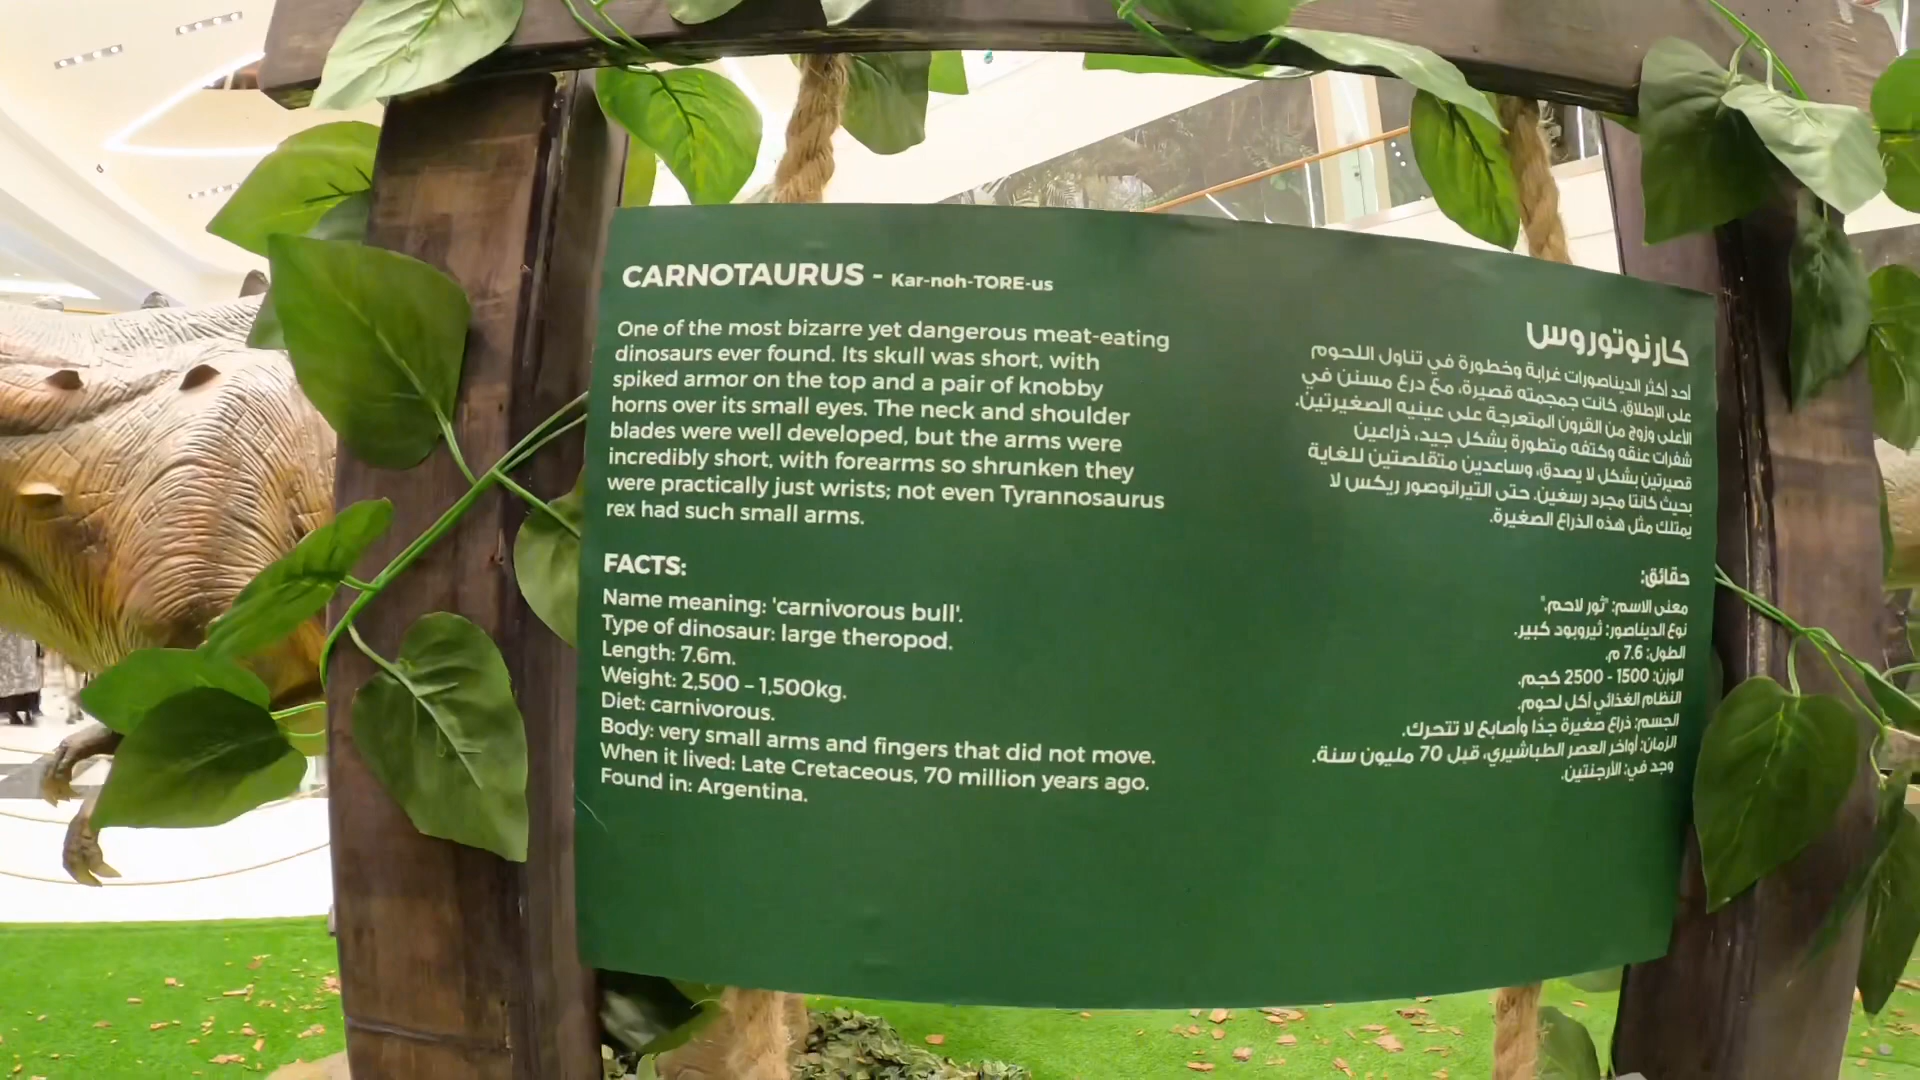 CARNOTAURUS - Kar-noh-TORE-us
One of the most bizarre yet dangerous meat-eating
dinosaurs ever found. Its skull was short, with
spiked armor on the top and a pair of knobby
horns over its small eyes. The neck and shoulder
blades were well developed, but the arms were
incredibly short, with forearms so shrunken they
were practically just wrists; not even Tyrannosaurus
rex had such small arms.
FACTS:
Name meaning: 'carnivorous bull'.
Type of dinosaur: large theropod.
Length: 7.6m.
Weight: 2,500 – 1,500kg.
Diet: carnivorous.
Body: very small arms and fingers that did not move.
When it lived: Late Cretaceous, 70 million years ago.
Found in: Argentina.
كارنوتوروس
أحد أكثر الديناصورات غرابة وخطورة في تناول اللحوم
على الإطلاق. كانت جمجمته قصيرة، مع درع مسنن في
الأعلى وزوج من القرون المتعرجة على عينيه الصغيرتين.
شفرات عنقه وكتفه متطورة بشكل جيد، ذراعين
قصيرتين بشكل لا يصدق، وساعدين متقلصتين للغاية
بحيث كانتا مجرد رسغين. حتى التيرانوصور ريكس لا
يمتلك مثل هذه الذراع الصغيرة.
حقائق:
معنى الاسم: "ثور لاحم."
نوع الديناصور: ثيروبود كبير.
الطول: 7.6 م.
الوزن: 1500 - 2500 كجم.
النظام الغذائي أكل لحوم.
الجسم: ذراع صغيرة جدًا وأصابع لا تتحرك.
الزمان: أواخر العصر الطباشيري، قبل 70 مليون سنة.
وجد في: الأرجنتين.